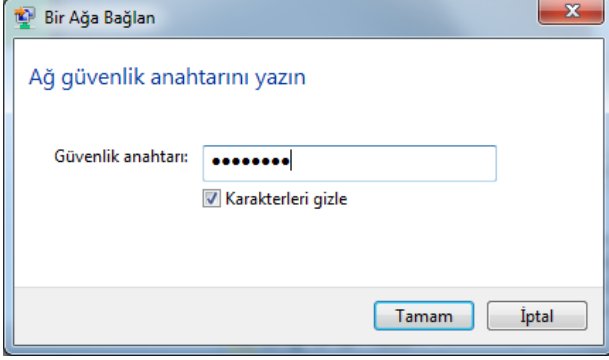 Bir Ağa Bağlan
Ağ güvenlik anahtarını yazın
Güvenlik anahtarı: ●●●●●●●●
Karakterleri gizle
Tamam İptal